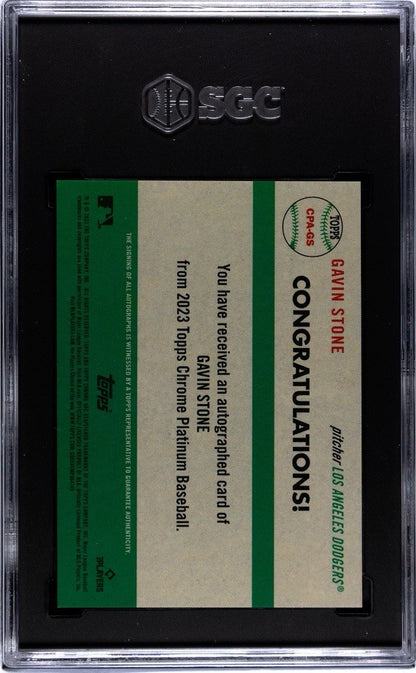 SGC
TOPPS
CPA-GS
GAVIN STONE
pitcher LOS ANGELES DODGERS®
CONGRATULATIONS!
You have received an autographed card of
GAVIN STONE
from 2023 Topps Chrome Platinum Baseball.
THE SIGNING OF ALL AUTOGRAPHS IS WITNESSED BY A TOPPS REPRESENTATIVE TO GUARANTEE AUTHENTICITY.
topps
PLAYERS